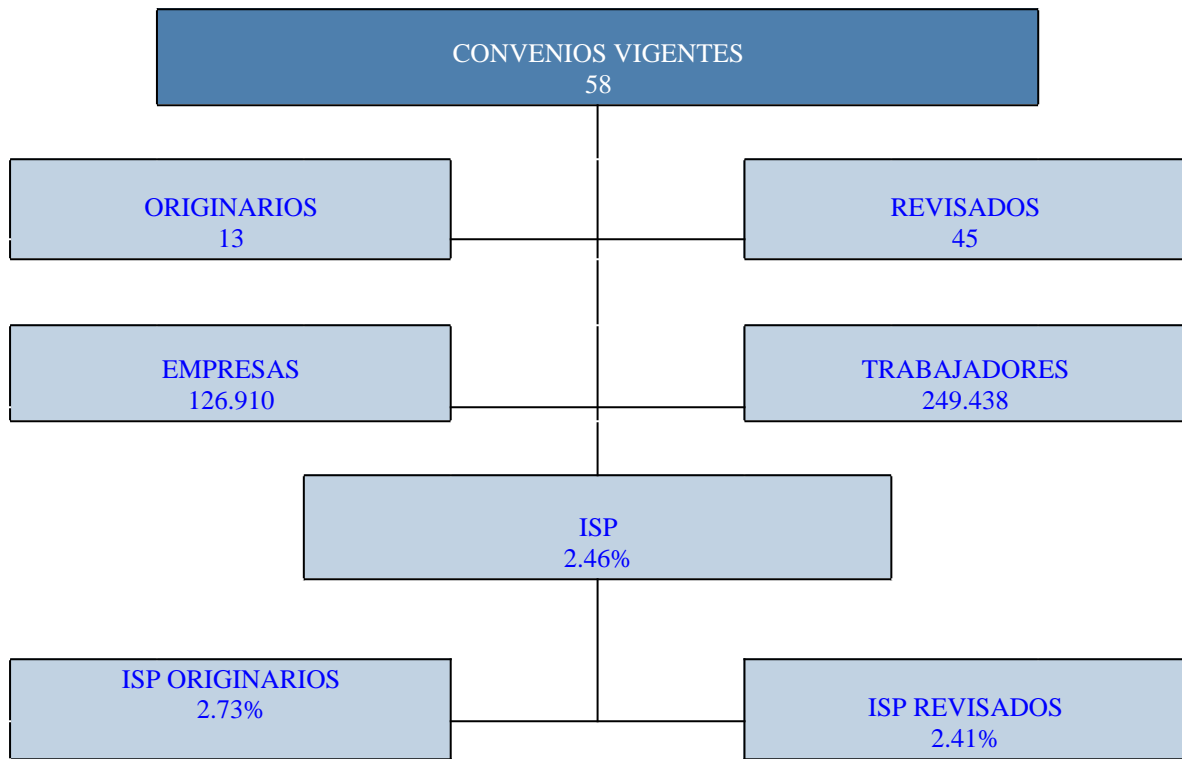 CONVENIOS VIGENTES
58
ORIGINARIOS
13
REVISADOS
45
EMPRESAS
126.910
TRABAJADORES
249.438
ISP
2.46%
ISP ORIGINARIOS
2.73%
ISP REVISADOS
2.41%